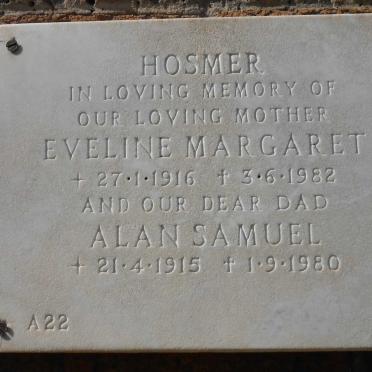 HOSMER
IN LOVING MEMORY OF
OUR LOVING MOTHER
EVELINE MARGARET
+ 27·1·1916 † 3·6·1982
AND OUR DEAR DAD
ALAN SAMUEL
+ 21·4·1915 † 1·9·1980
A22